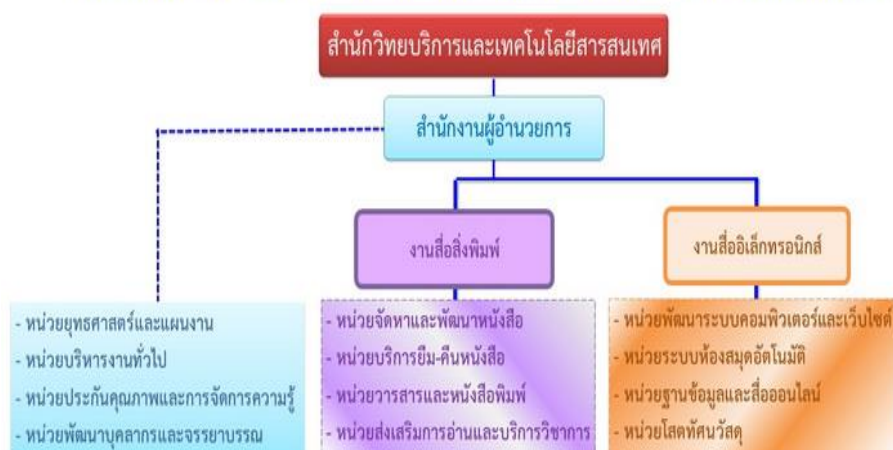 สำนักวิทยบริการและเทคโนโลยีสารสนเทศ
สำนักงานผู้อำนวยการ
งานสื่อสิ่งพิมพ์
งานสื่ออิเล็กทรอนิกส์
- หน่วยยุทธศาสตร์และแผนงาน
- หน่วยบริหารงานทั่วไป
- หน่วยประกันคุณภาพและการจัดการความรู้
- หน่วยพัฒนาบุคลากรและจรรยาบรรณ
- หน่วยจัดหาและพัฒนาหนังสือ
- หน่วยบริการยืม-คืนหนังสือ
- หน่วยวารสารและหนังสือพิมพ์
- หน่วยส่งเสริมการอ่านและบริการวิชาการ
- หน่วยพัฒนาระบบคอมพิวเตอร์และเว็บไซต์
- หน่วยระบบห้องสมุดอัตโนมัติ
- หน่วยฐานข้อมูลและสื่อออนไลน์
- หน่วยโสตทัศนวัสดุ